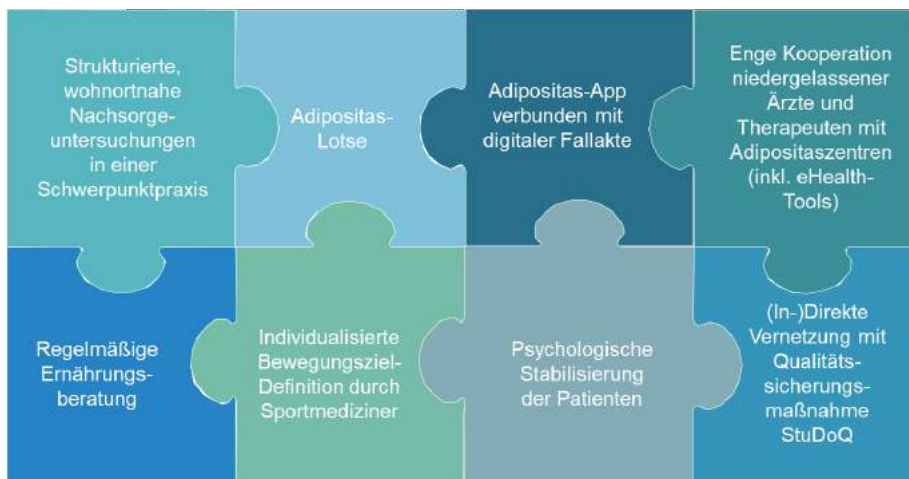 Strukturierte,
wohnortnahe
Nachsorge-
untersuchungen
in einer
Schwerpunktpraxis
Adipositas-
Lotse
Adipositas-App
verbunden mit
digitaler Fallakte
Enge Kooperation
niedergelassener
Ärzte und
Therapeuten mit
Adipositaszentren
(inkl. eHealth-
Tools)
Regelmäßige
Ernährungs-
beratung
Individualisierte
Bewegungsziel-
Definition durch
Sportmediziner
Psychologische
Stabilisierung
der Patienten
(In-)Direkte
Vernetzung mit
Qualitäts-
sicherungs-
maßnahme
StuDoQ